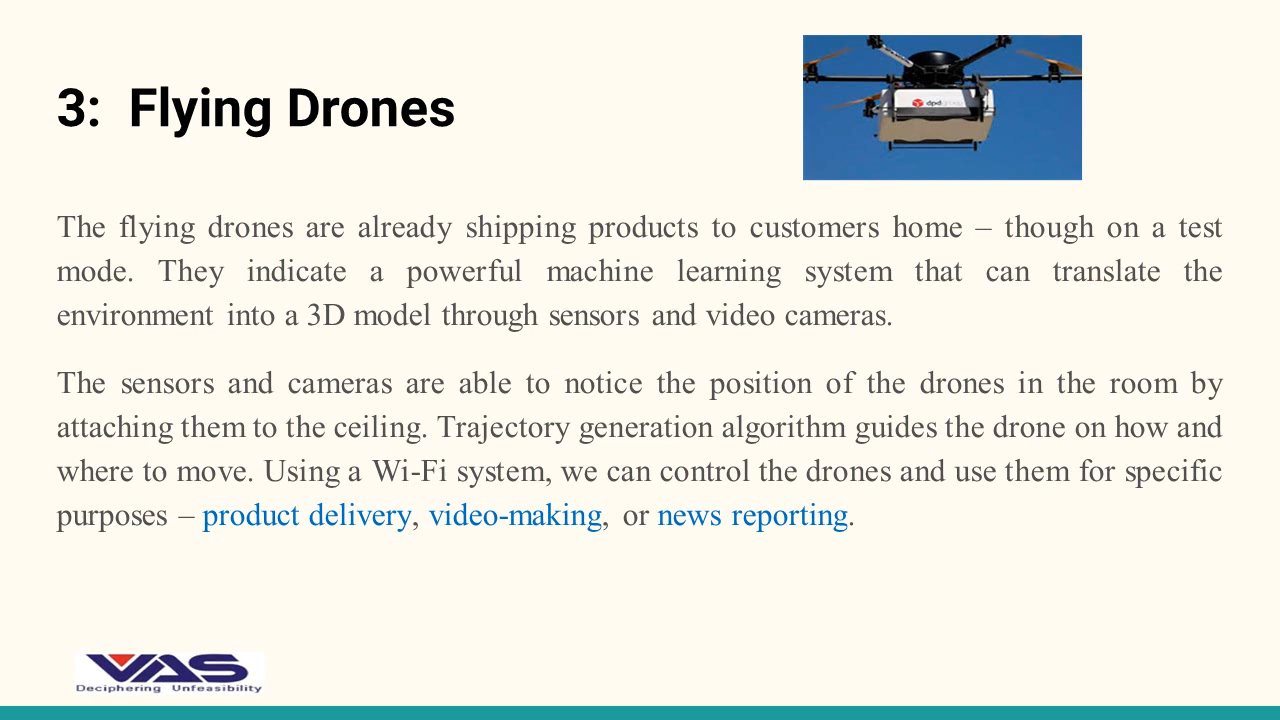 3: Flying Drones
dpdgroup
The flying drones are already shipping products to customers home – though on a test
mode. They indicate a powerful machine learning system that can translate the
environment into a 3D model through sensors and video cameras.
The sensors and cameras are able to notice the position of the drones in the room by
attaching them to the ceiling. Trajectory generation algorithm guides the drone on how and
where to move. Using a Wi-Fi system, we can control the drones and use them for specific
purposes – product delivery, video-making, or news reporting.
VAS
Deciphering Unfeasibility